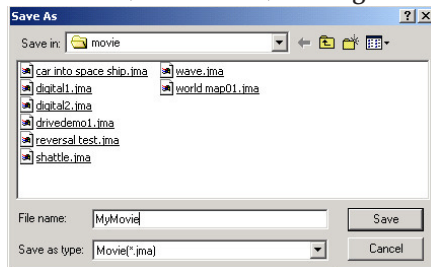 Save As
Save in: movie
car into space ship.jma wave.jma
digital1.jma world map01.jma
digital2.jma
drivedemo1.jma
reversal test.jma
shattle.jma
File name: MyMovie Save
Save as type: Movie(*.jma) Cancel